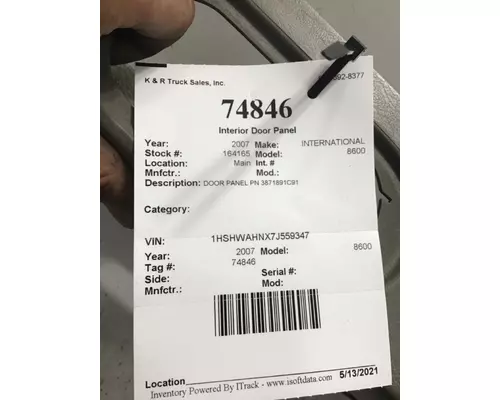 K & R Truck Sales, Inc. 92-8377
74846
Interior Door Panel
Year: 2007 Make: INTERNATIONAL
Stock #: 164165 Model: 8600
Location: Main Int. #
Mnfctr.: Mod.:
Description: DOOR PANEL PN 3871891C91
Category:
VIN: 1HSHWAHNX7J559347
Year: 2007 Model: 8600
Tag #: 74846
Side: Serial #:
Mnfctr.: Mod:
Location 5/13/2021
Inventory Powered By ITrack - www.isoftdata.com